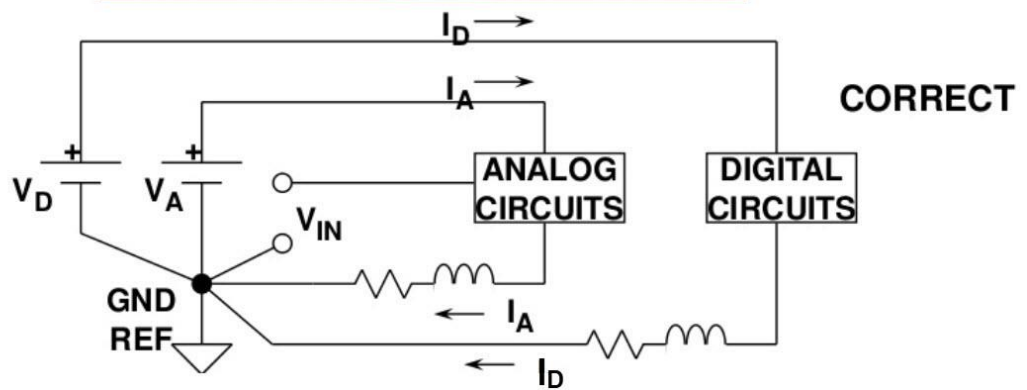 I_D
I_A
CORRECT
+
+
V_D
V_A
V_IN
ANALOG
CIRCUITS
DIGITAL
CIRCUITS
GND
REF
I_A
I_D